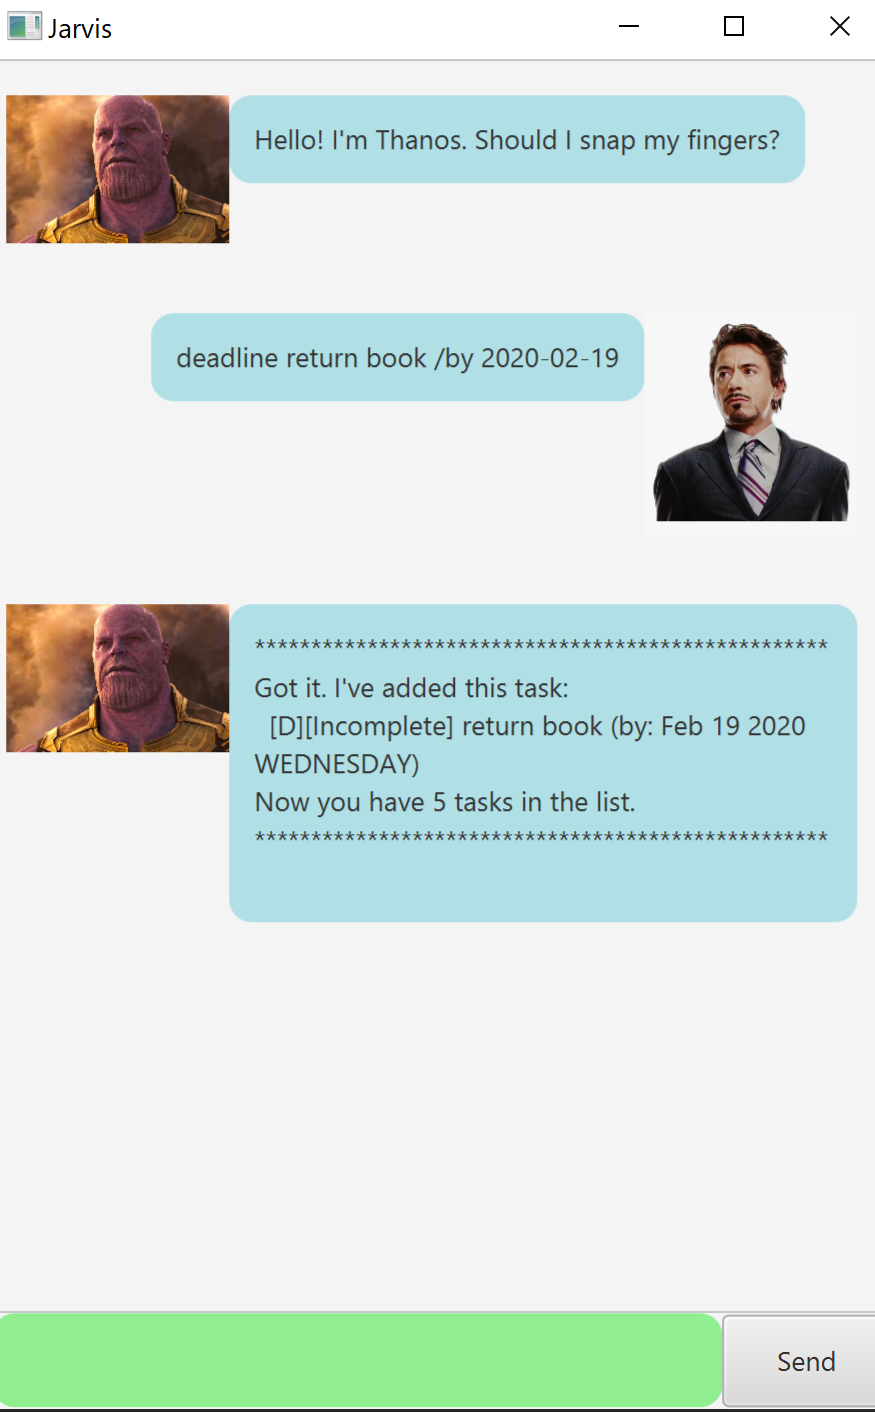 Jarvis
Hello! I'm Thanos. Should I snap my fingers?
deadline return book /by 2020-02-19
**************************************************
Got it. I've added this task:
[D][Incomplete] return book (by: Feb 19 2020
WEDNESDAY)
Now you have 5 tasks in the list.
**************************************************
Send